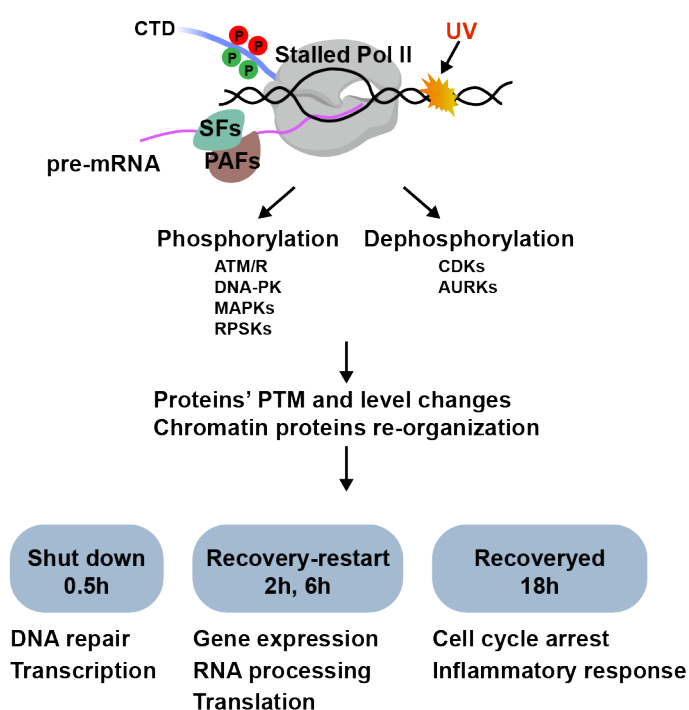 CTD
P
P
P
P
Stalled Pol II
UV
SFs
PAFs
pre-mRNA
Phosphorylation
ATM/R
DNA-PK
MAPKs
RPSKs
Dephosphorylation
CDKs
AURKs
Proteins’ PTM and level changes
Chromatin proteins re-organization
Shut down
0.5h
DNA repair
Transcription
Recovery-restart
2h, 6h
Gene expression
RNA processing
Translation
Recoveryed
18h
Cell cycle arrest
Inflammatory response